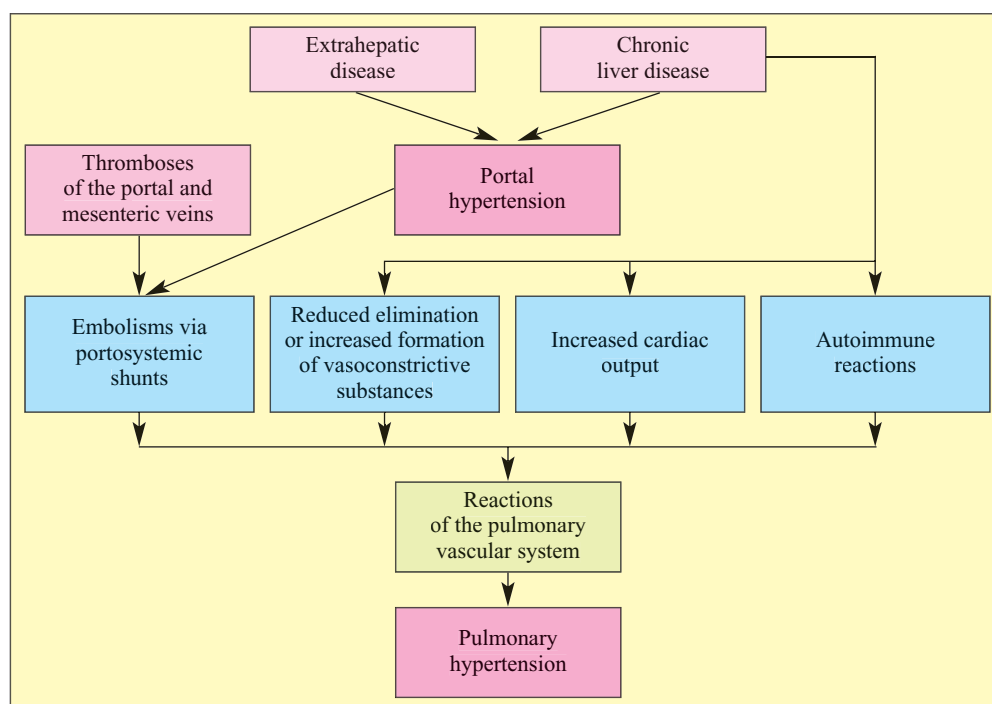 Extrahepatic
disease
Chronic
liver disease
Thromboses
of the portal and
mesenteric veins
Portal
hypertension
Embolisms via
portosystemic
shunts
Reduced elimination
or increased formation
of vasoconstrictive
substances
Increased cardiac
output
Autoimmune
reactions
Reactions
of the pulmonary
vascular system
Pulmonary
hypertension